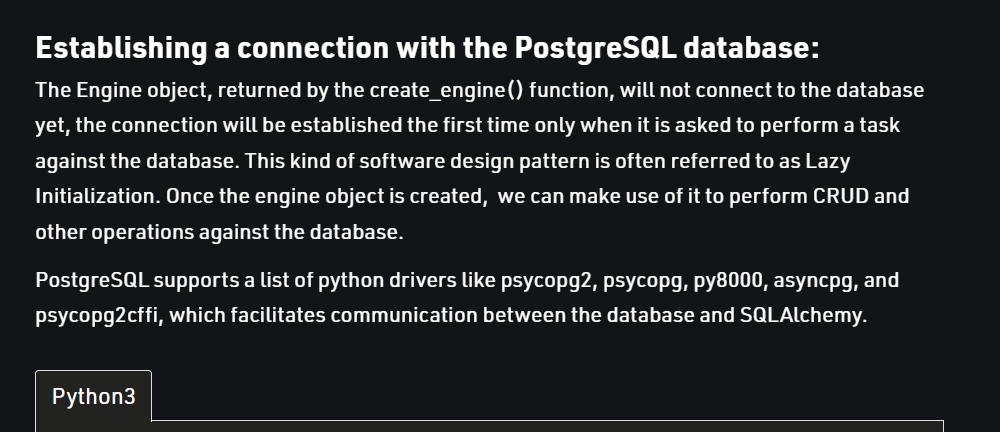 Establishing a connection with the PostgreSQL database:
The Engine object, returned by the create_engine() function, will not connect to the database
yet, the connection will be established the first time only when it is asked to perform a task
against the database. This kind of software design pattern is often referred to as Lazy
Initialization. Once the engine object is created,  we can make use of it to perform CRUD and
other operations against the database.
PostgreSQL supports a list of python drivers like psycopg2, psycopg, py8000, asyncpg, and
psycopg2cffi, which facilitates communication between the database and SQLAlchemy.
Python3